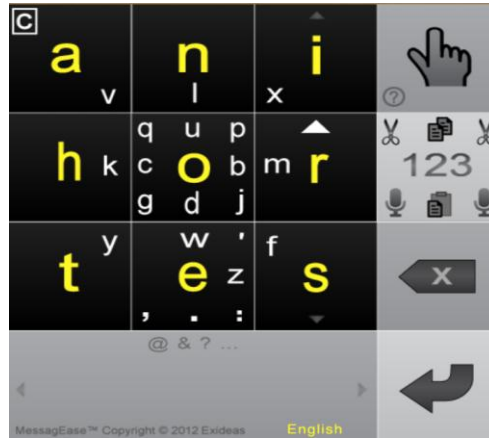 C
a n i
v l x
q u p
h k c o b m r
g d j
y w ' f
t e z s
, . :
?
123
X
@ & ? ...
MessagEase™ Copyright © 2012 Exideas English